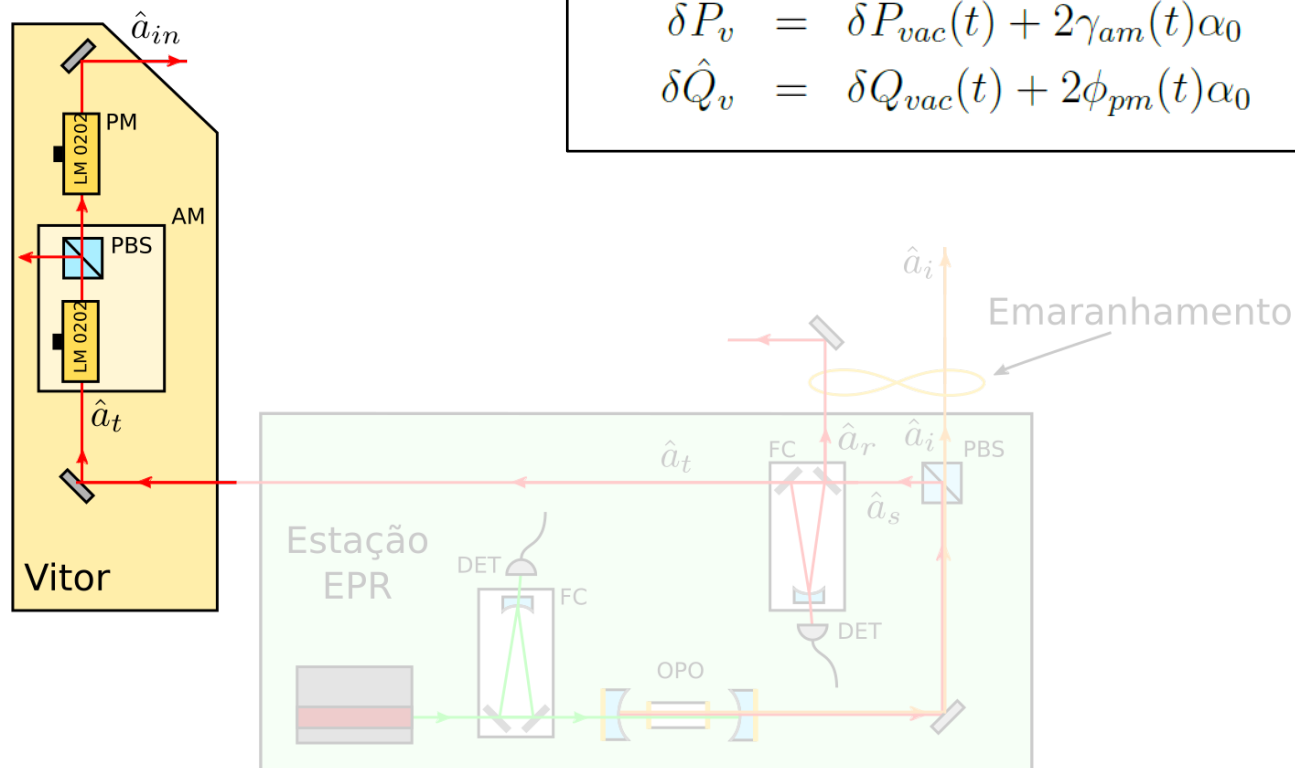 δP_v = δP_vac(t) + 2γ_am(t)α_0
δQ̂_v = δQ_vac(t) + 2ϕ_pm(t)α_0
â_in
PM
LM 0202
AM
PBS
LM 0202
â_t
Vitor
â_i
Emaranhamento
â_t
FC
â_r
â_i
PBS
â_s
Estação
EPR
DET
FC
DET
OPO